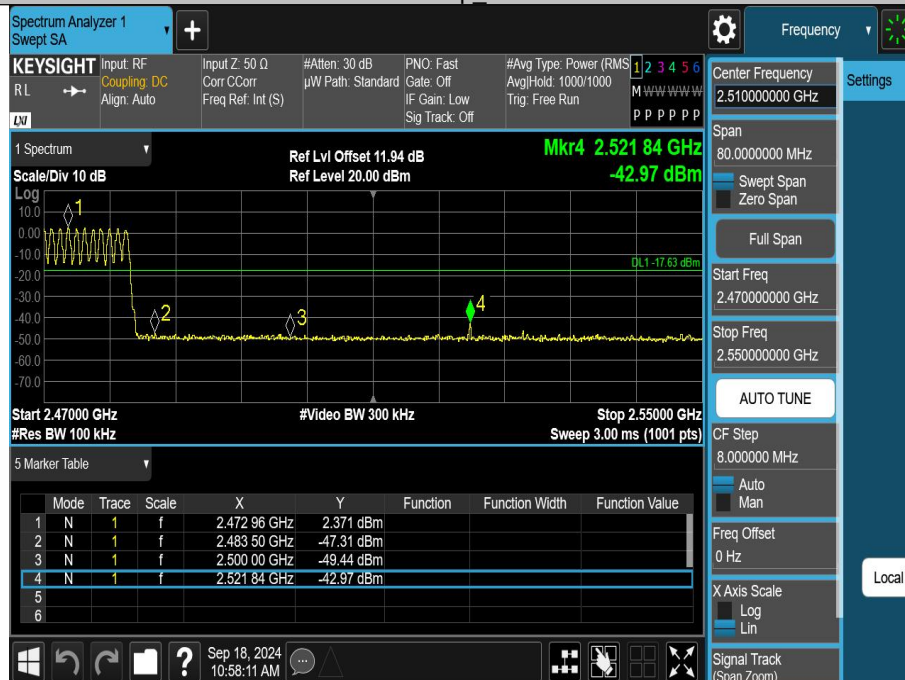 Spectrum Analyzer 1
Swept SA
+
Frequency
KEYSIGHT
RL
LXI
Input: RF
Coupling: DC
Align: Auto
Input Z: 50 Ω
Corr CCorr
Freq Ref: Int (S)
#Atten: 30 dB
µW Path: Standard
PNO: Fast
Gate: Off
IF Gain: Low
Sig Track: Off
#Avg Type: Power (RMS
Avg|Hold: 1000/1000
Trig: Free Run
1 2 3 4 5 6
M W W W W W
P P P P P P
1 Spectrum
Scale/Div 10 dB
Ref Lvl Offset 11.94 dB
Ref Level 20.00 dBm
Mkr4 2.521 84 GHz
-42.97 dBm
Log
10.0
0.00
-10.0
-20.0
-30.0
-40.0
-50.0
-60.0
-70.0
1
2
3
4
DL1 -17.63 dBm
Start 2.47000 GHz
#Video BW 300 kHz
Stop 2.55000 GHz
#Res BW 100 kHz
Sweep 3.00 ms (1001 pts)
5 Marker Table
Mode Trace Scale X Y Function Function Width Function Value
1 N 1 f 2.472 96 GHz 2.371 dBm
2 N 1 f 2.483 50 GHz -47.31 dBm
3 N 1 f 2.500 00 GHz -49.44 dBm
4 N 1 f 2.521 84 GHz -42.97 dBm
5
6
?
Sep 18, 2024
10:58:11 AM
Center Frequency
2.510000000 GHz
Settings
Span
80.0000000 MHz
Swept Span
Zero Span
Full Span
Start Freq
2.470000000 GHz
Stop Freq
2.550000000 GHz
AUTO TUNE
CF Step
8.000000 MHz
Auto
Man
Freq Offset
0 Hz
Local
X Axis Scale
Log
Lin
Signal Track
(Span Zoom)